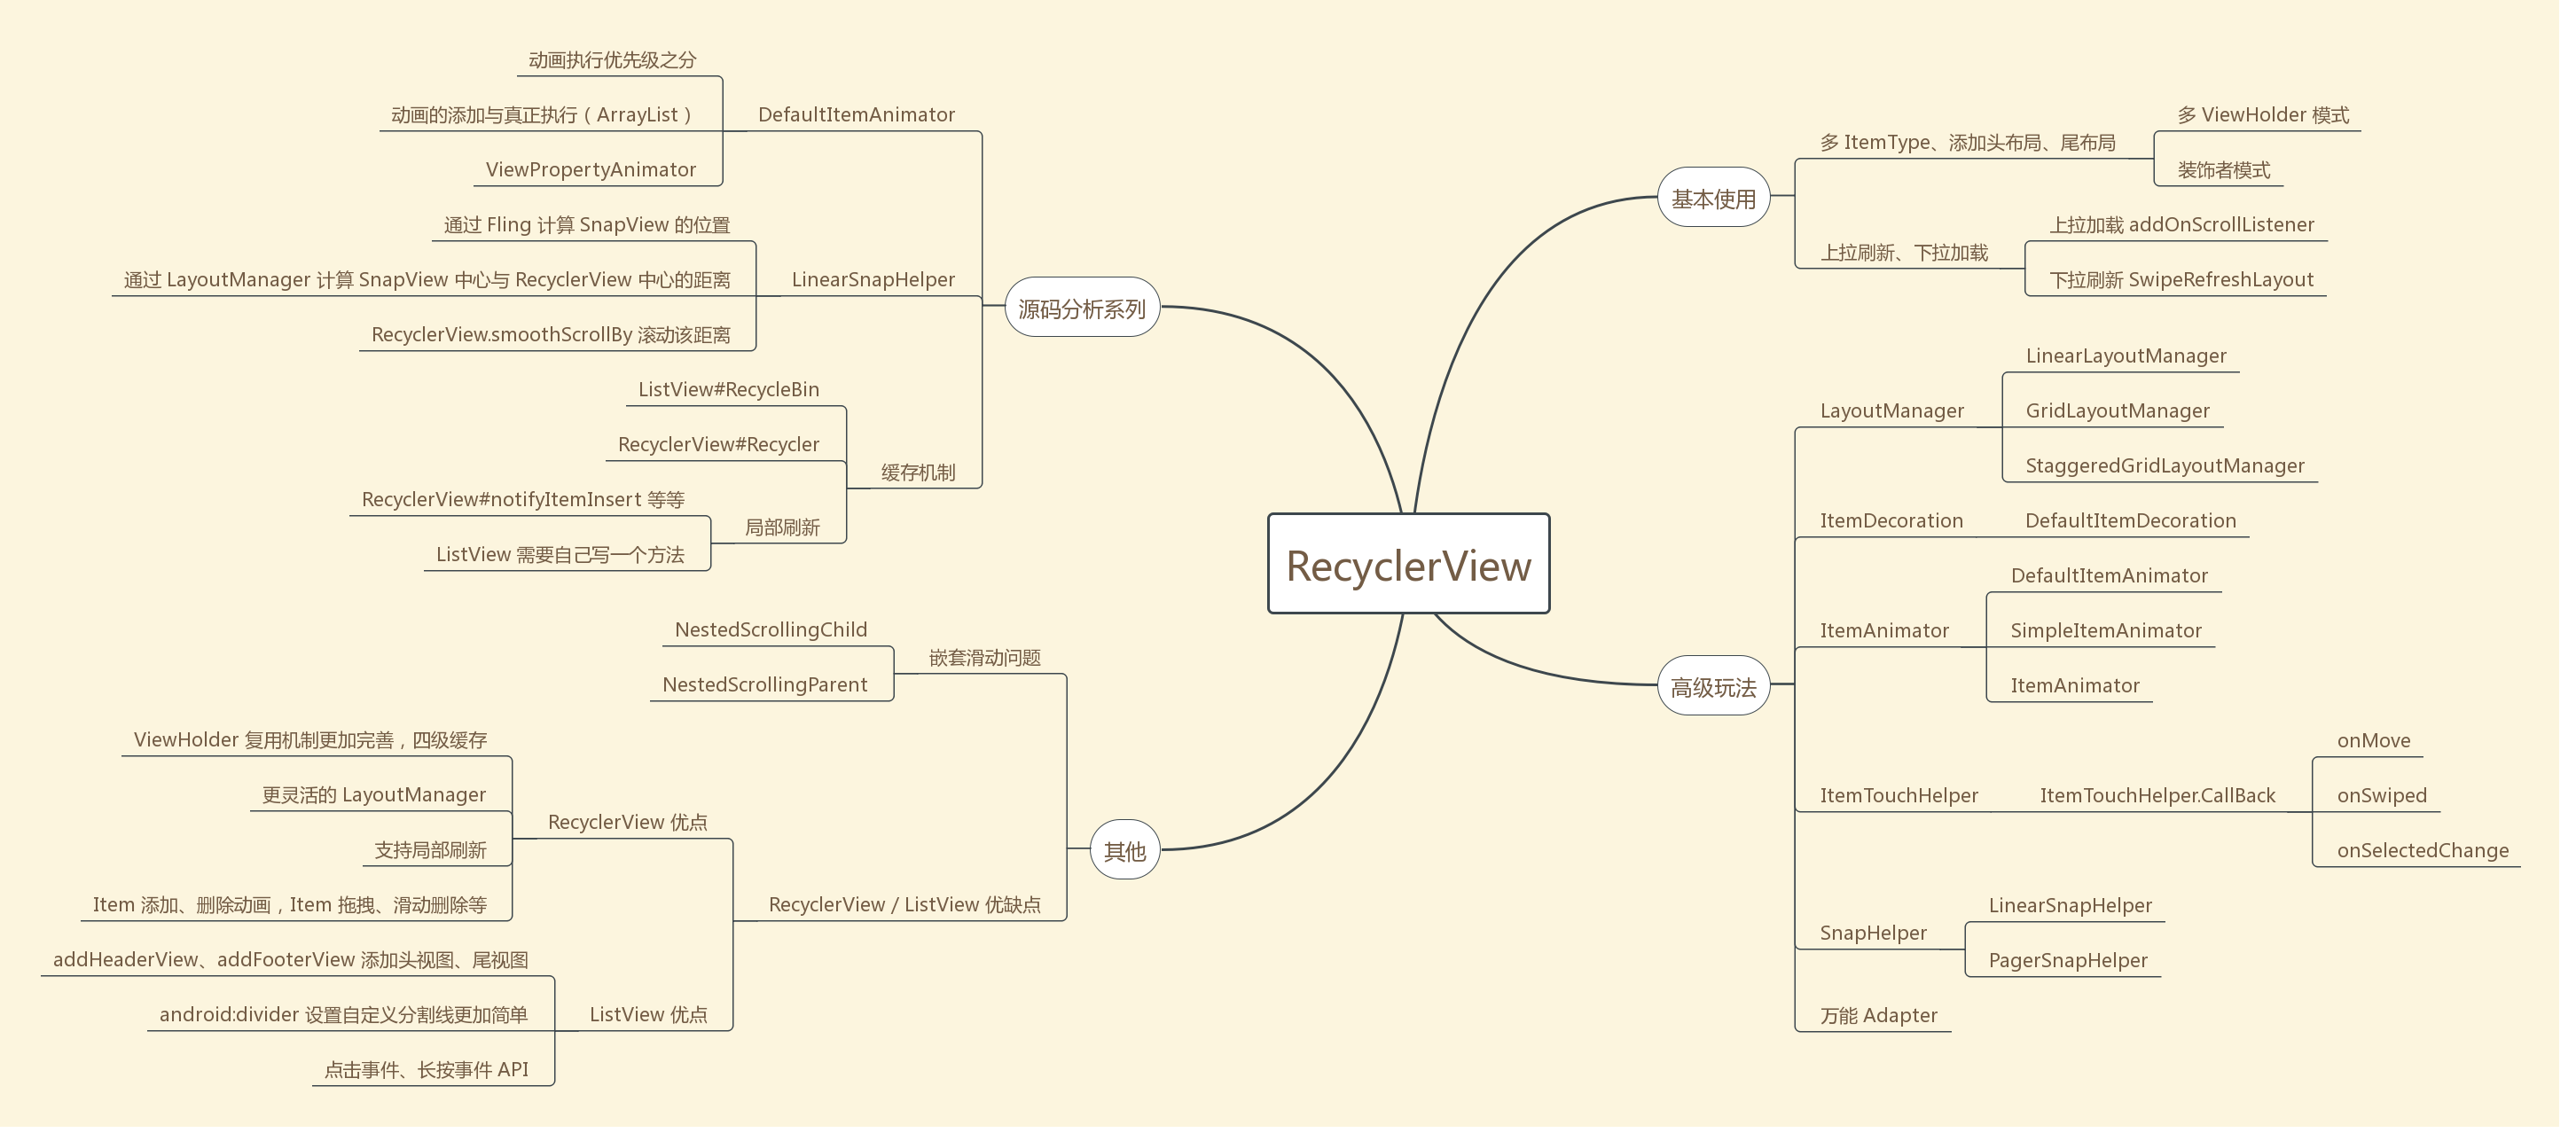 RecyclerView
基本使用
多 ItemType、添加头布局、尾布局
多 ViewHolder 模式
装饰者模式
上拉刷新、下拉加载
上拉加载 addOnScrollListener
下拉刷新 SwipeRefreshLayout
高级玩法
LayoutManager
LinearLayoutManager
GridLayoutManager
StaggeredGridLayoutManager
ItemDecoration
DefaultItemDecoration
ItemAnimator
DefaultItemAnimator
SimpleItemAnimator
ItemAnimator
ItemTouchHelper
ItemTouchHelper.CallBack
onMove
onSwiped
onSelectedChange
SnapHelper
LinearSnapHelper
PagerSnapHelper
万能 Adapter
源码分析系列
DefaultItemAnimator
动画执行优先级之分
动画的添加与真正执行（ArrayList）
ViewPropertyAnimator
LinearSnapHelper
通过 Fling 计算 SnapView 的位置
通过 LayoutManager 计算 SnapView 中心与 RecyclerView 中心的距离
RecyclerView.smoothScrollBy 滚动该距离
缓存机制
ListView#RecycleBin
RecyclerView#Recycler
局部刷新
RecyclerView#notifyItemInsert 等等
ListView 需要自己写一个方法
其他
嵌套滑动问题
NestedScrollingChild
NestedScrollingParent
RecyclerView / ListView 优缺点
RecyclerView 优点
ViewHolder 复用机制更加完善，四级缓存
更灵活的 LayoutManager
支持局部刷新
Item 添加、删除动画，Item 拖拽、滑动删除等
ListView 优点
addHeaderView、addFooterView 添加头视图、尾视图
android:divider 设置自定义分割线更加简单
点击事件、长按事件 API